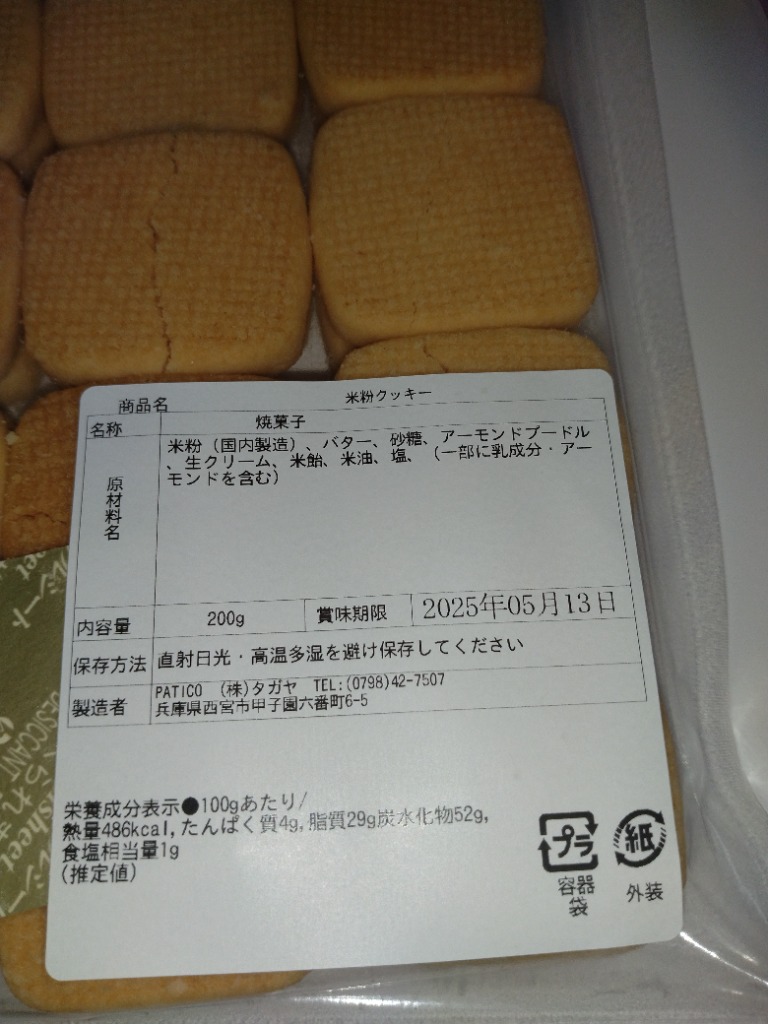 商品名 米粉クッキー
名称 焼菓子
原材料名 米粉（国内製造）、バター、砂糖、アーモンドプードル
、生クリーム、米飴、米油、塩、（一部に乳成分・アー
モンドを含む）
内容量 200g 賞味期限 2025年05月13日
保存方法 直射日光・高温多湿を避け保存してください
製造者 PATICO （株）タガヤ TEL:(0798)42-7507
兵庫県西宮市甲子園六番町6-5
栄養成分表示●100gあたり/
熱量486kcal,たんぱく質4g,脂質29g炭水化物52g,
食塩相当量1g
（推定値）
プラ
容器
袋
紙
外装
DESICCANT